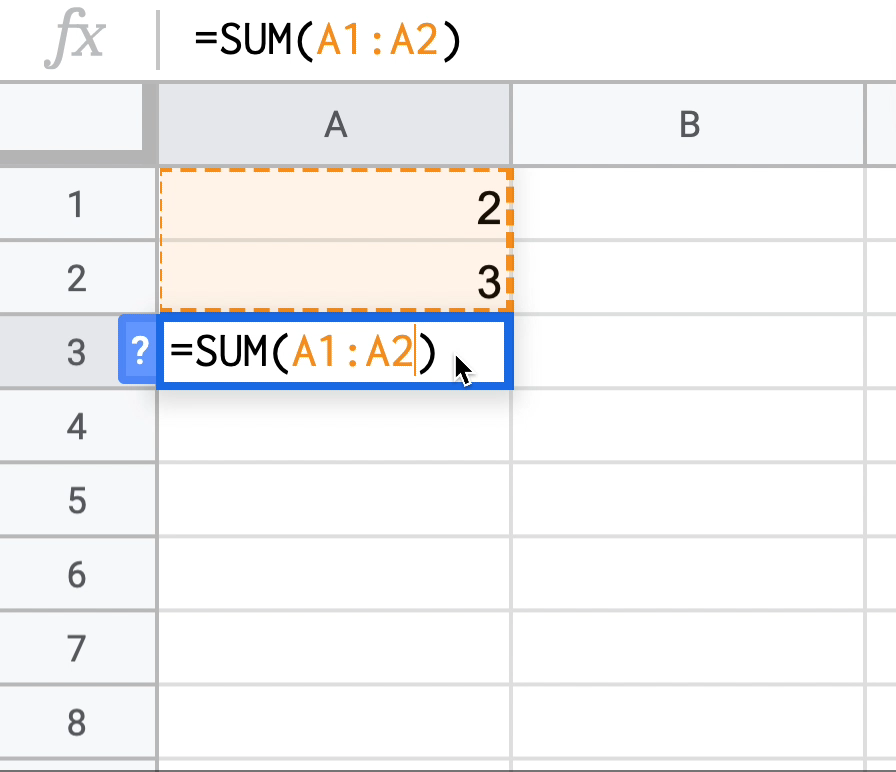 fx =SUM(A1:A2)
A B
1 2
2 3
3 ? =SUM(A1:A2)
4
5
6
7
8